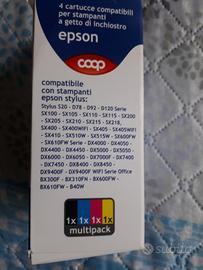 4 cartucce compatibili
per stampanti
a getto di inchiostro
epson
coop
compatibile
con stampanti
epson stylus:
Stylus S20 - D78 - D92 - D120 Serie
SX100 - SX105 - SX110 - SX115 - SX200
- SX205 - SX210 - SX215 - SX218,
SX400 - SX400WIFI - SX405 - SX405WIFI
- SX410 - SX510W - SX515W - SX600FW
- SX610FW Serie DX4000 - DX4050 -
DX4400 - DX4450 - DX5000 - DX5050 -
DX6000 - DX6050 - DX7000F - DX7400
- DX7450 - DX8400 - DX8450 -
DX9400F - DX9400F WIFI Serie Office
- BX300F - BX310FN - BX600FW -
BX610FW - B40W
1x 1x 1x 1x
multipack
subito